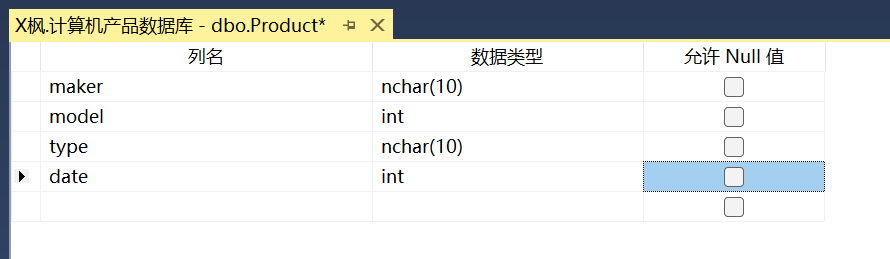 X枫.计算机产品数据库 - dbo.Product*
列名 数据类型 允许 Null 值
maker nchar(10)
model int
type nchar(10)
date int